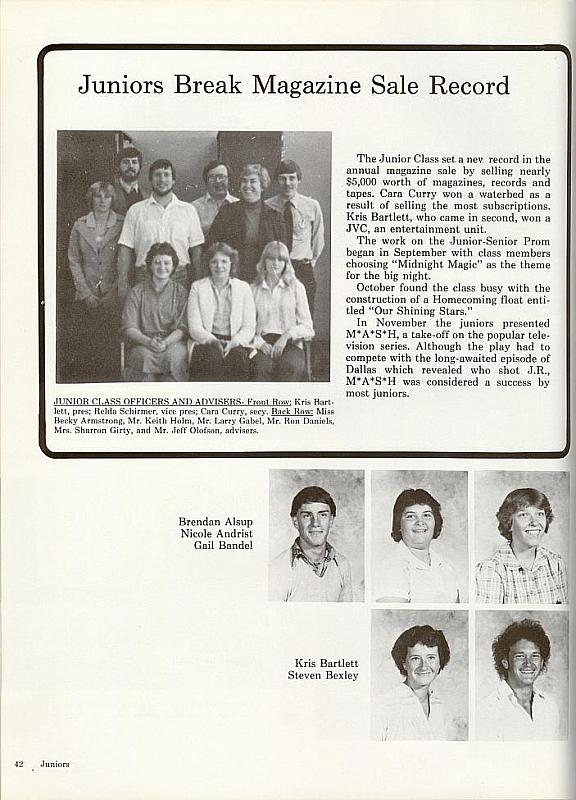 Juniors Break Magazine Sale Record
The Junior Class set a new record in the
annual magazine sale by selling nearly
$5,000 worth of magazines, records and
tapes. Cara Curry won a waterbed as a
result of selling the most subscriptions.
Kris Bartlett, who came in second, won a
JVC, an entertainment unit.
The work on the Junior-Senior Prom
began in September with class members
choosing "Midnight Magic" as the theme
for the big night.
October found the class busy with the
construction of a Homecoming float enti-
tled "Our Shining Stars."
In November the juniors presented
M*A*S*H, a take-off on the popular tele-
vision series. Although the play had to
compete with the long-awaited episode of
Dallas which revealed who shot J.R.,
M*A*S*H was considered a success by
most juniors.
JUNIOR CLASS OFFICERS AND ADVISERS- Front Row: Kris Bart-
lett, pres; Relda Schirmer, vice pres; Cara Curry, secy. Back Row: Miss
Becky Armstrong, Mr. Keith Holm, Mr. Larry Gabel, Mr. Ron Daniels,
Mrs. Sharron Girty, and Mr. Jeff Olofson, advisers.
Brendan Alsup
Nicole Andrist
Gail Bandel
Kris Bartlett
Steven Bexley
42 Juniors